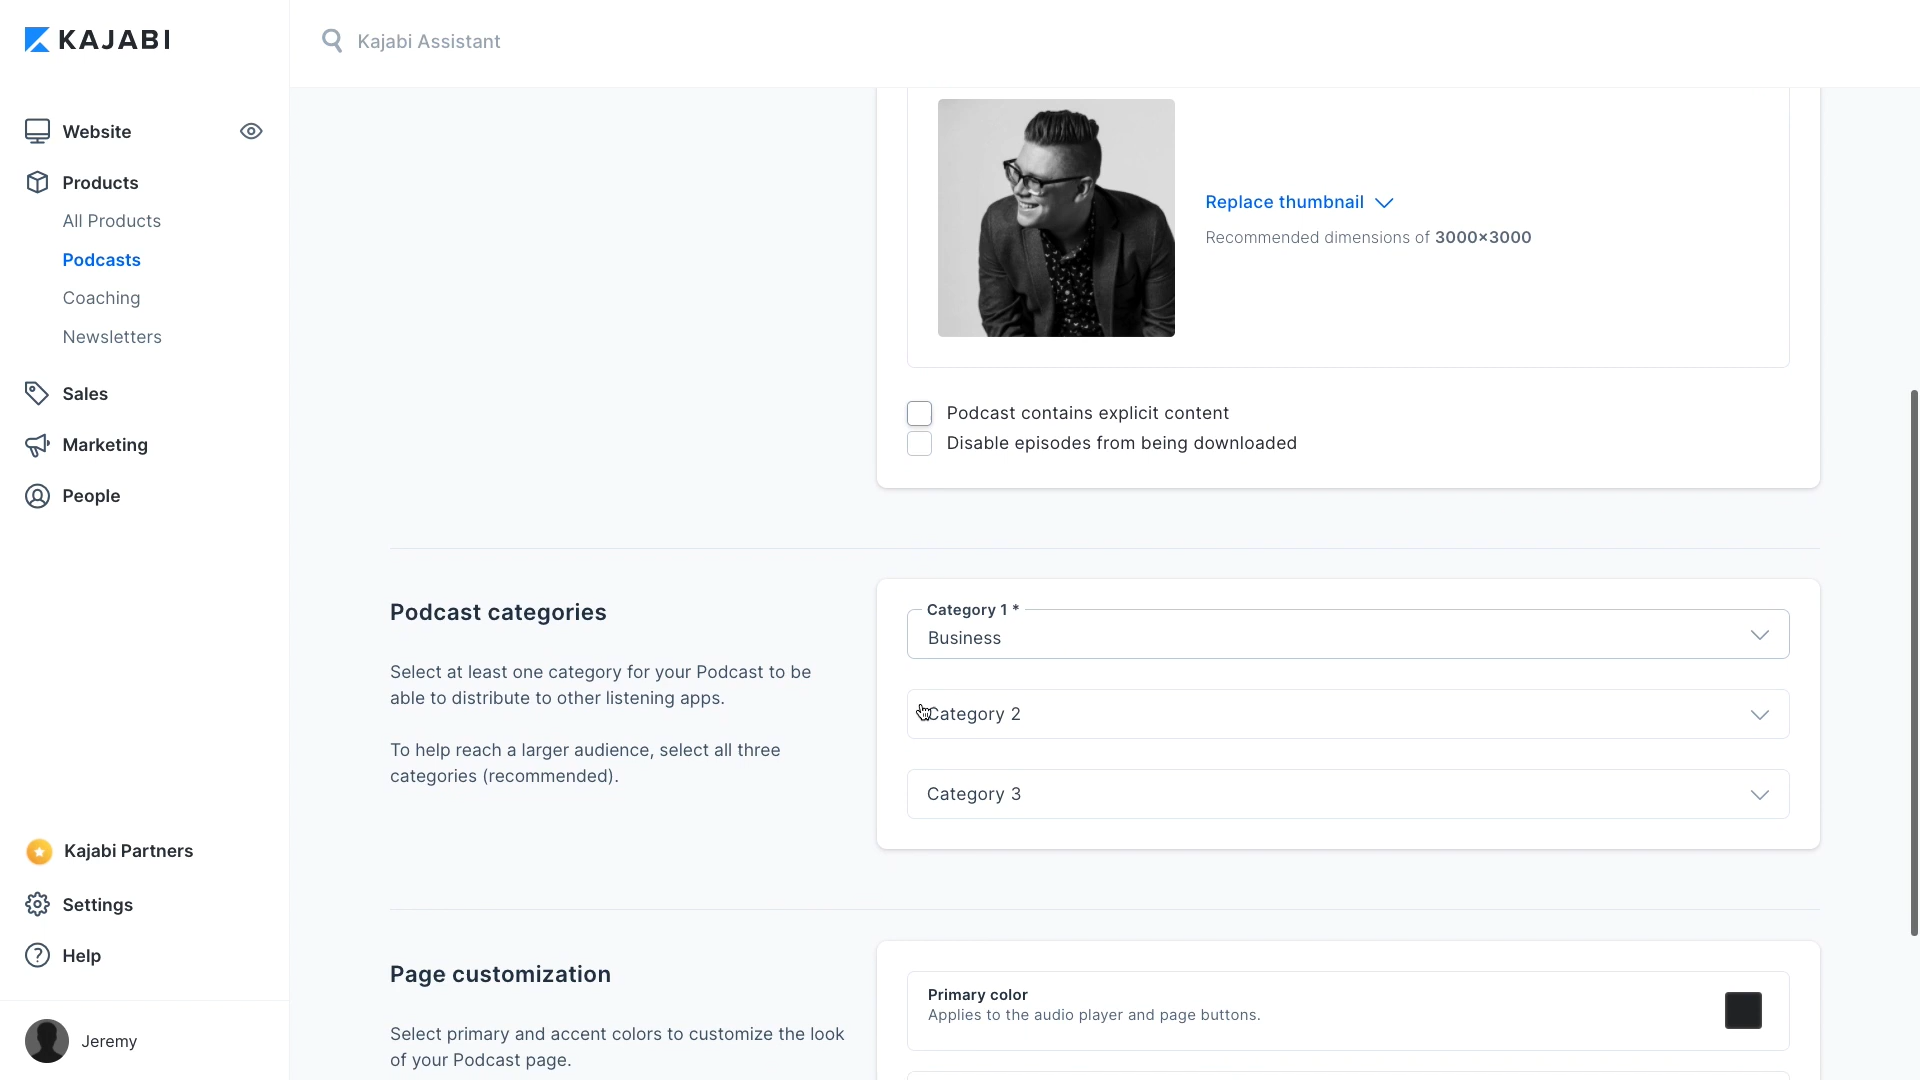 KAJABI
Kajabi Assistant
Website
Products
All Products
Podcasts
Coaching
Newsletters
Sales
Marketing
People
Kajabi Partners
Settings
Help
Jeremy
Replace thumbnail
Recommended dimensions of 3000×3000
Podcast contains explicit content
Disable episodes from being downloaded
Podcast categories
Select at least one category for your Podcast to be
able to distribute to other listening apps.
To help reach a larger audience, select all three
categories (recommended).
Category 1 *
Business
Category 2
Category 3
Page customization
Select primary and accent colors to customize the look
of your Podcast page.
Primary color
Applies to the audio player and page buttons.